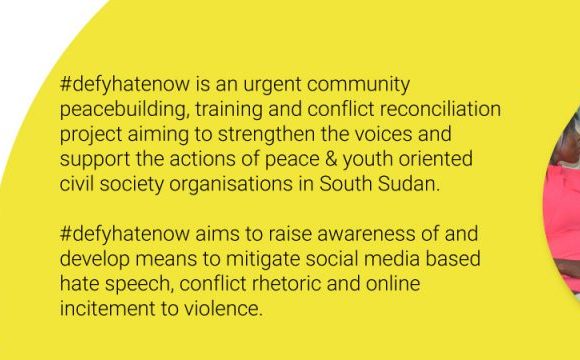 #defyhatenow is an urgent community
peacebuilding, training and conflict reconciliation
project aiming to strengthen the voices and
support the actions of peace & youth oriented
civil society organisations in South Sudan.
#defyhatenow aims to raise awareness of and
develop means to mitigate social media based
hate speech, conflict rhetoric and online
incitement to violence.